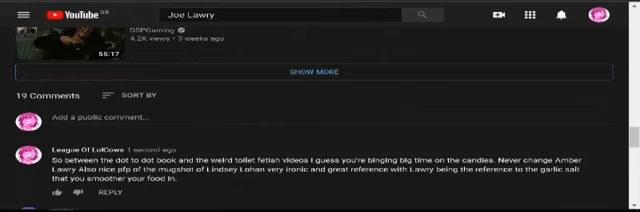 YouTube GB
Joe Lawry
DSPGaming
4.2K views • 3 weeks ago
55:17
SHOW MORE
19 Comments SORT BY
Add a public comment...
League Of LolCows 1 second ago
So between the dot to dot book and the weird toilet fetish videos I guess you're binging big time on the candies. Never change Amber
Lawry Also nice pfp of the mugshot of Lindsey Lohan very ironic and great reference with Lawry being the reference to the garlic salt
that you smoother your food in.
REPLY